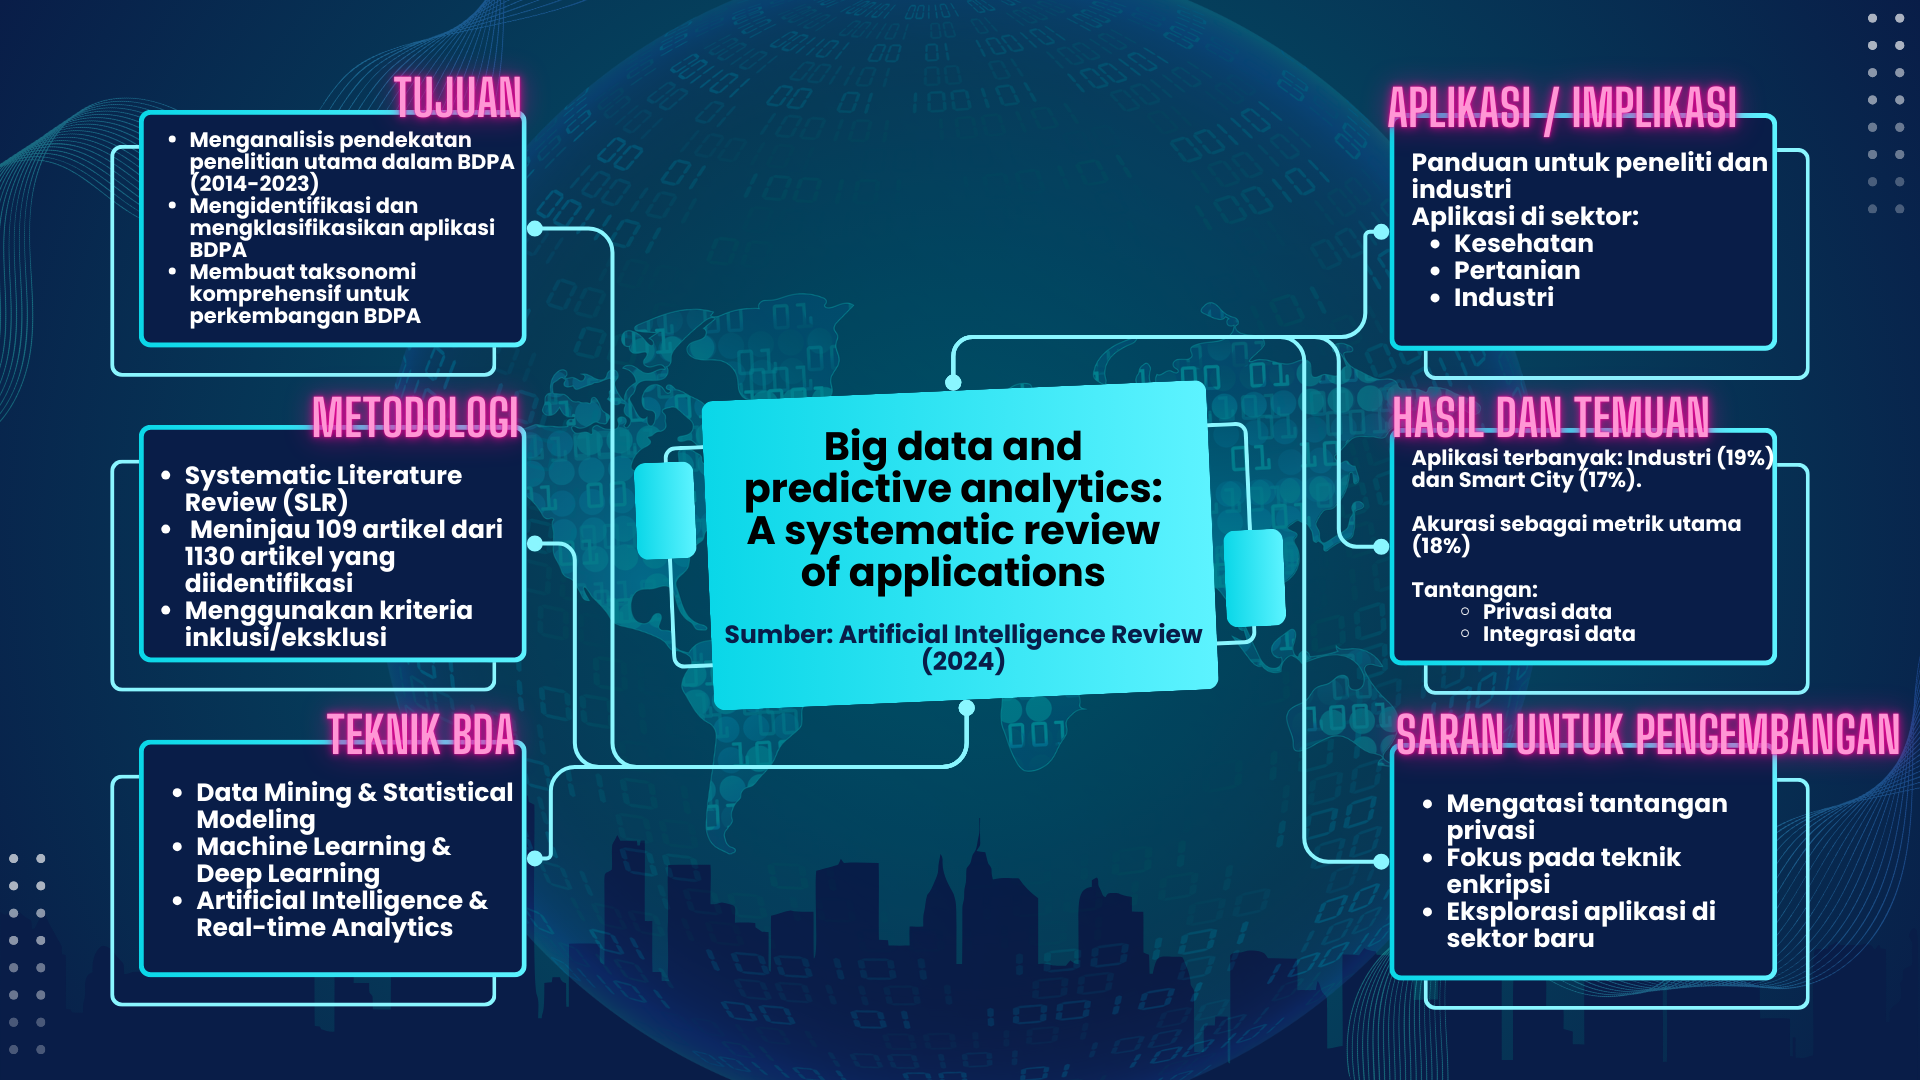 TUJUAN
• Menganalisis pendekatan
penelitian utama dalam BDPA
(2014-2023)
• Mengidentifikasi dan
mengklasifikasikan aplikasi
BDPA
• Membuat taksonomi
komprehensif untuk
perkembangan BDPA
METODOLOGI
• Systematic Literature
Review (SLR)
• Meninjau 109 artikel dari
1130 artikel yang
diidentifikasi
• Menggunakan kriteria
inklusi/eksklusi
TEKNIK BDA
• Data Mining & Statistical
Modeling
• Machine Learning &
Deep Learning
• Artificial Intelligence &
Real-time Analytics
Big data and
predictive analytics:
A systematic review
of applications
Sumber: Artificial Intelligence Review
(2024)
APLIKASI / IMPLIKASI
Panduan untuk peneliti dan
industri
Aplikasi di sektor:
• Kesehatan
• Pertanian
• Industri
HASIL DAN TEMUAN
Aplikasi terbanyak: Industri (19%)
dan Smart City (17%).
Akurasi sebagai metrik utama
(18%)
Tantangan:
◦ Privasi data
◦ Integrasi data
SARAN UNTUK PENGEMBANGAN
• Mengatasi tantangan
privasi
• Fokus pada teknik
enkripsi
• Eksplorasi aplikasi di
sektor baru